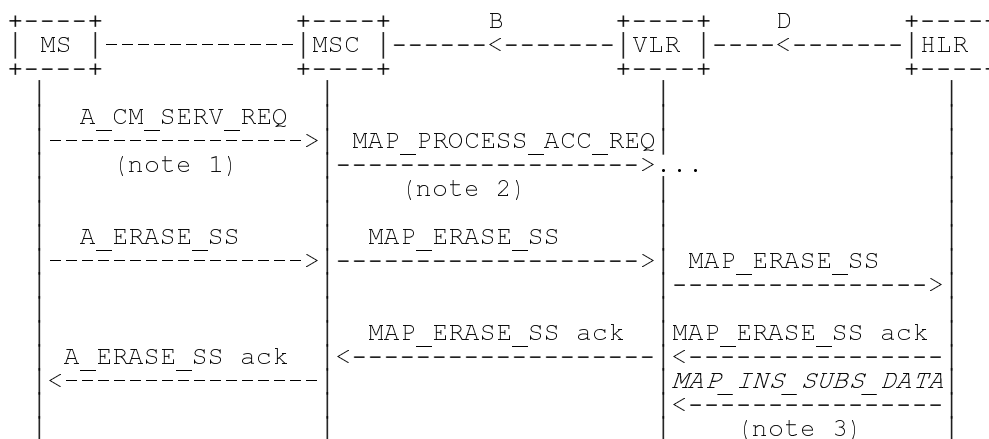 B D
MS MSC VLR HLR
A_CM_SERV_REQ
(note 1)
MAP_PROCESS_ACC_REQ
...
(note 2)
A_ERASE_SS
MAP_ERASE_SS
MAP_ERASE_SS
MAP_ERASE_SS ack
MAP_ERASE_SS ack
A_ERASE_SS ack
MAP_INS_SUBS_DATA
(note 3)